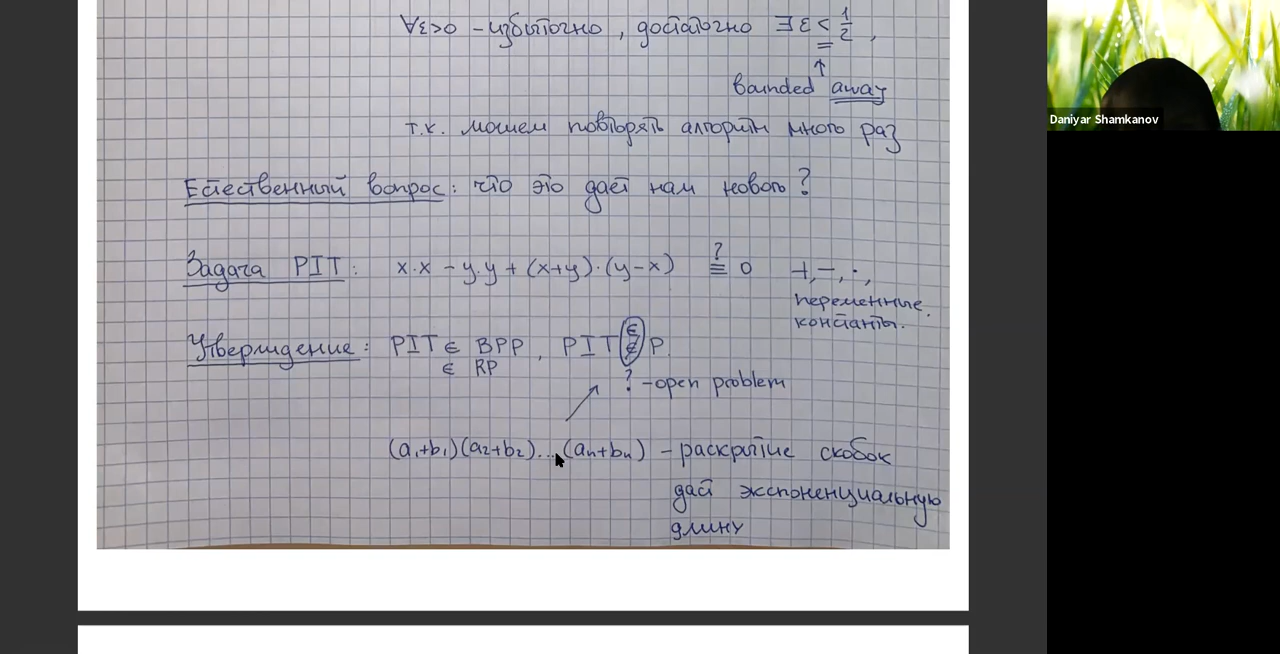 ∀ε>0 – избыточно, достаточно ∃ε < 1/2,
bounded away
т.к. можем повторять алгоритм много раз
Естественный вопрос: что это даёт нам нового?
Задача PIT: x·x – y·y + (x+y)·(y–x) ≡? 0 +,–,·,
переменные,
константы.
Утверждение: PIT ∈ BPP, PIT ∈ ∉ P.
∈ RP
? – open problem
(a₁+b₁)(a₂+b₂)...(aₙ+bₙ) – раскрытие скобок
даст экспоненциальную
длину
Daniyar Shamkanov